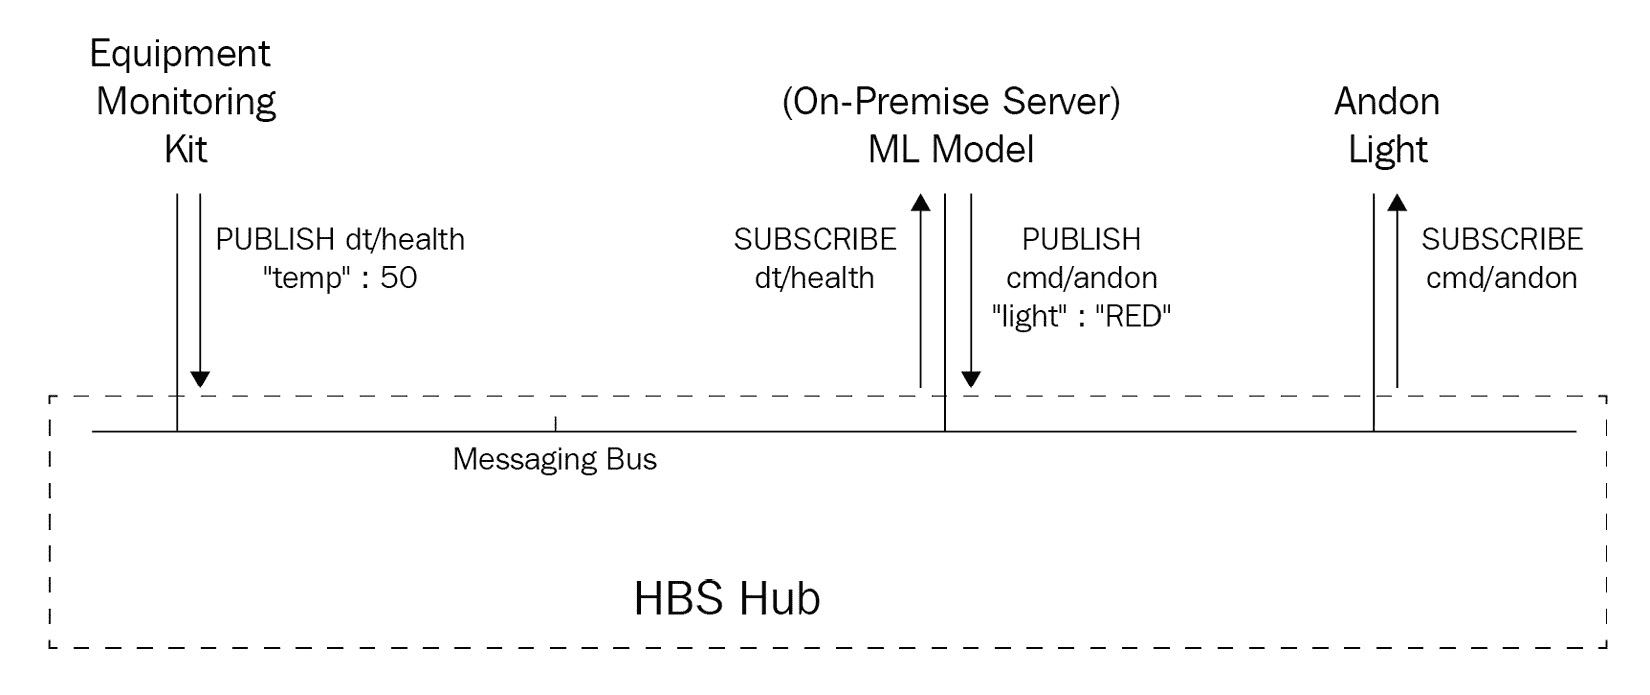 Equipment
Monitoring
Kit
(On-Premise Server)
ML Model
Andon
Light
PUBLISH dt/health
"temp" : 50
SUBSCRIBE
dt/health
PUBLISH
cmd/andon
"light" : "RED"
SUBSCRIBE
cmd/andon
Messaging Bus
HBS Hub